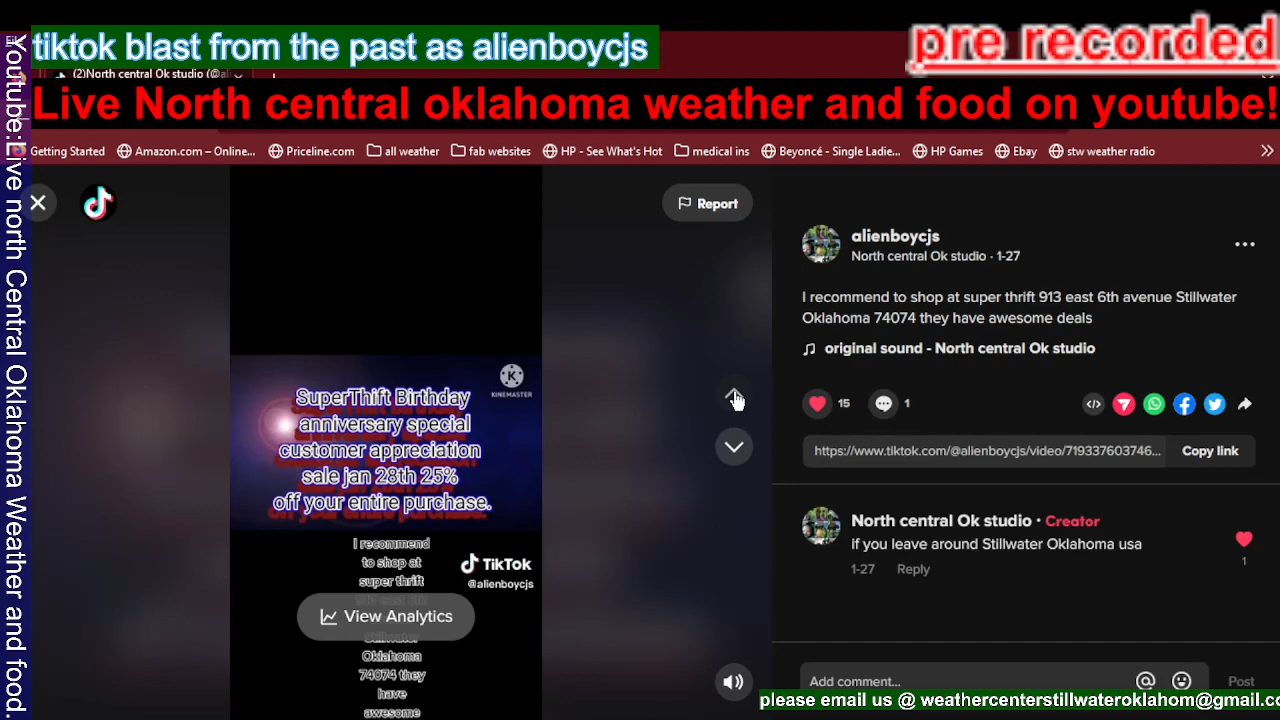 tiktok blast from the past as alienboycjs
pre recorded
(2)North central Ok studio (@al
Live North central oklahoma weather and food on youtube!
Youtube:Live north Central Oklahoma Weather and food.
Getting Started
Amazon.com – Online...
Priceline.com
all weather
fab websites
HP - See What's Hot
medical ins
Beyoncé - Single Ladie...
HP Games
Ebay
stw weather radio
Report
alienboycjs
North central Ok studio · 1-27
I recommend to shop at super thrift 913 east 6th avenue Stillwater
Oklahoma 74074 they have awesome deals
original sound - North central Ok studio
15
1
https://www.tiktok.com/@alienboycjs/video/719337603746...
Copy link
KINEMASTER
SuperThift Birthday
anniversary special
customer appreciation
sale jan 28th 25%
off your entire purchase.
I recommend
to shop at
super thrift
TikTok
@alienboycjs
View Analytics
Oklahoma
74074 they
have
awesome
North central Ok studio · Creator
if you leave around Stillwater Oklahoma usa
1
1-27 Reply
Add comment...
Post
please email us @ weathercenterstillwateroklahom@gmail.co